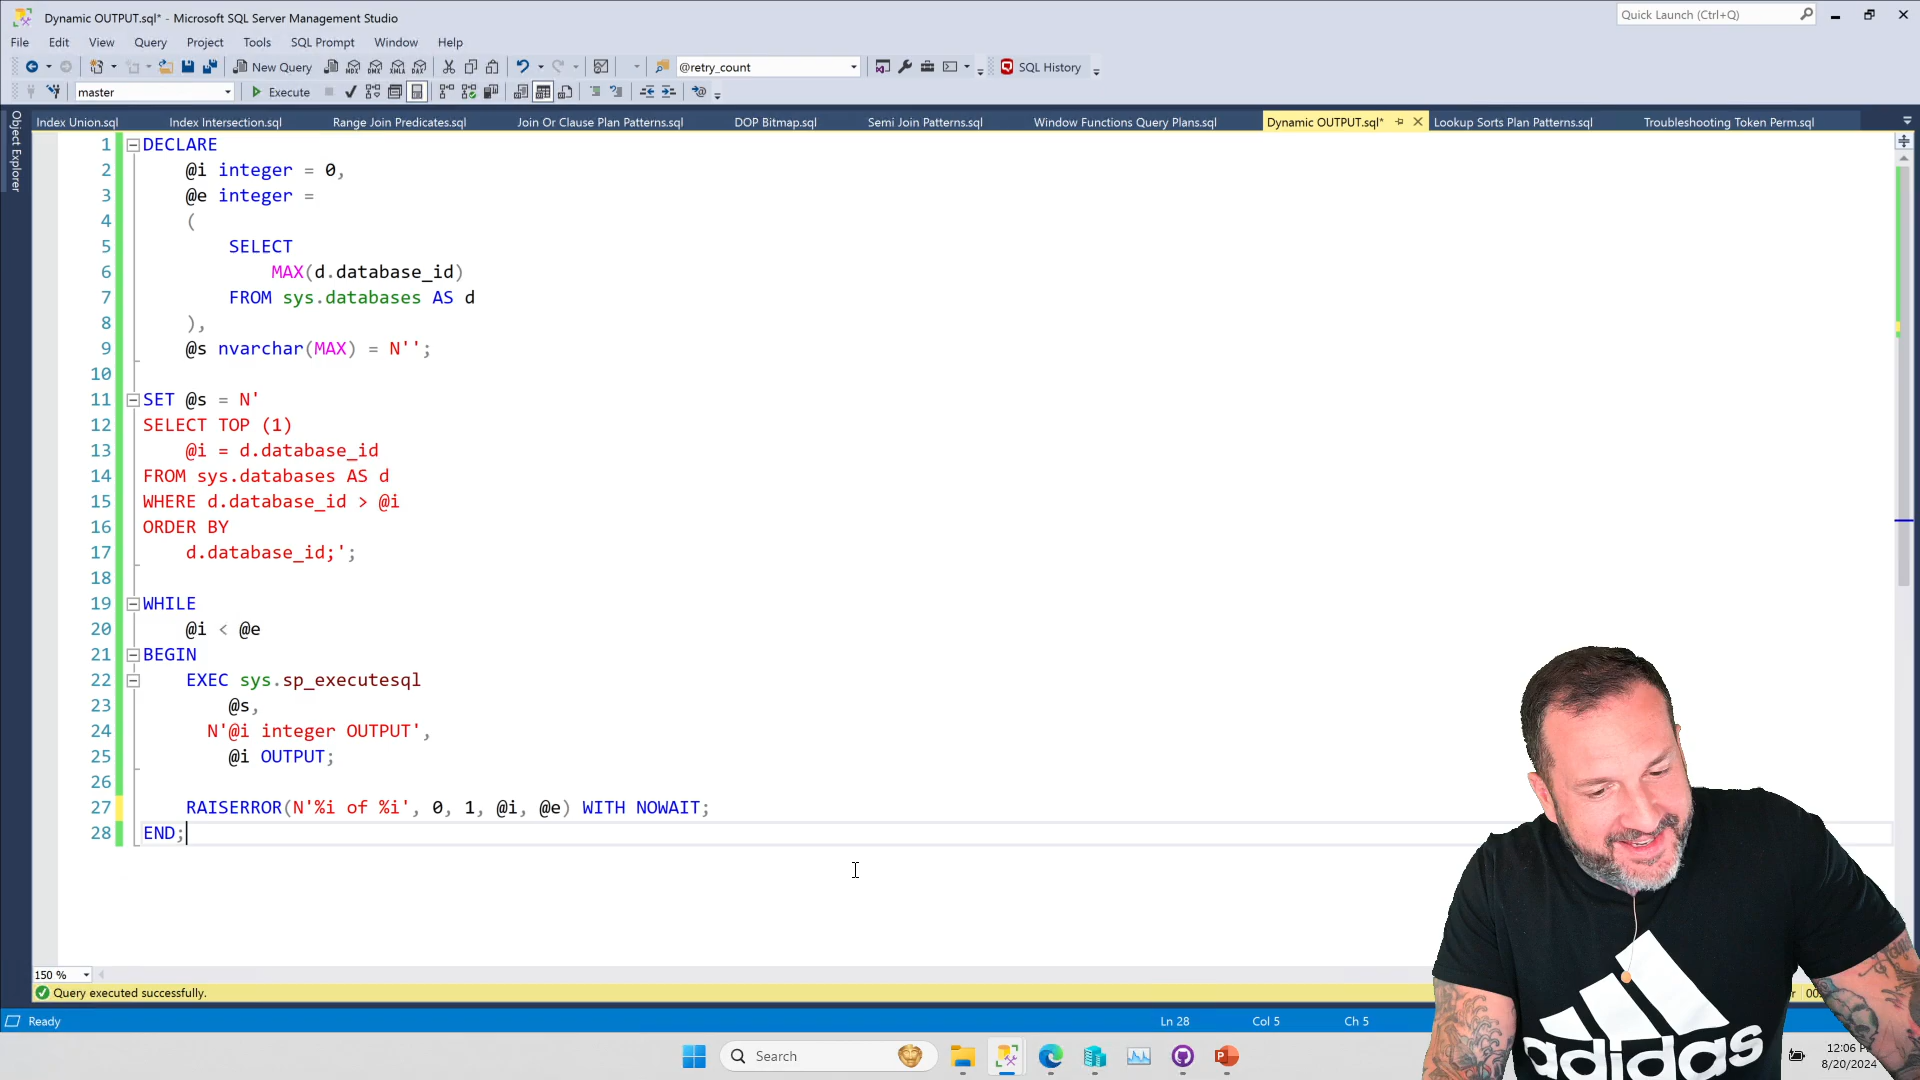 Dynamic OUTPUT.sql* - Microsoft SQL Server Management Studio
Quick Launch (Ctrl+Q)
File Edit View Query Project Tools SQL Prompt Window Help
New Query
@retry_count
SQL History
master
Execute
Object Explorer
Index Union.sql Index Intersection.sql Range Join Predicates.sql Join Or Clause Plan Patterns.sql DOP Bitmap.sql Semi Join Patterns.sql Window Functions Query Plans.sql Dynamic OUTPUT.sql* Lookup Sorts Plan Patterns.sql Troubleshooting Token Perm.sql
1 DECLARE
2 @i integer = 0,
3 @e integer =
4 (
5 SELECT
6 MAX(d.database_id)
7 FROM sys.databases AS d
8 ),
9 @s nvarchar(MAX) = N'';
10
11 SET @s = N'
12 SELECT TOP (1)
13 @i = d.database_id
14 FROM sys.databases AS d
15 WHERE d.database_id > @i
16 ORDER BY
17 d.database_id;';
18
19 WHILE
20 @i < @e
21 BEGIN
22 EXEC sys.sp_executesql
23 @s,
24 N'@i integer OUTPUT',
25 @i OUTPUT;
26
27 RAISERROR(N'%i of %i', 0, 1, @i, @e) WITH NOWAIT;
28 END;
150 %
Query executed successfully.
Ready
Ln 28 Col 5 Ch 5
Search
12:06
8/20/2024
adidas